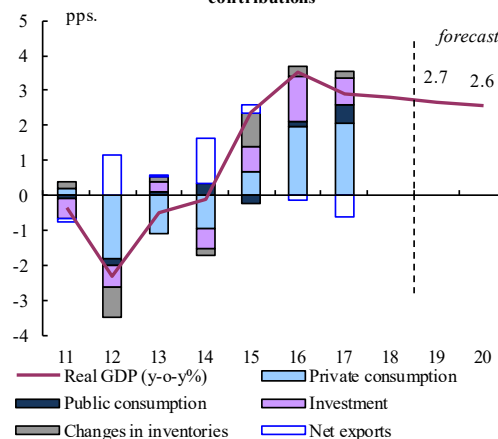 contributions
pps.
forecast
5
4
3
2
1
0
-1
-2
-3
-4
2.7
2.6
11 12 13 14 15 16 17 18 19 20
Real GDP (y-o-y%) Private consumption
Public consumption Investment
Changes in inventories Net exports